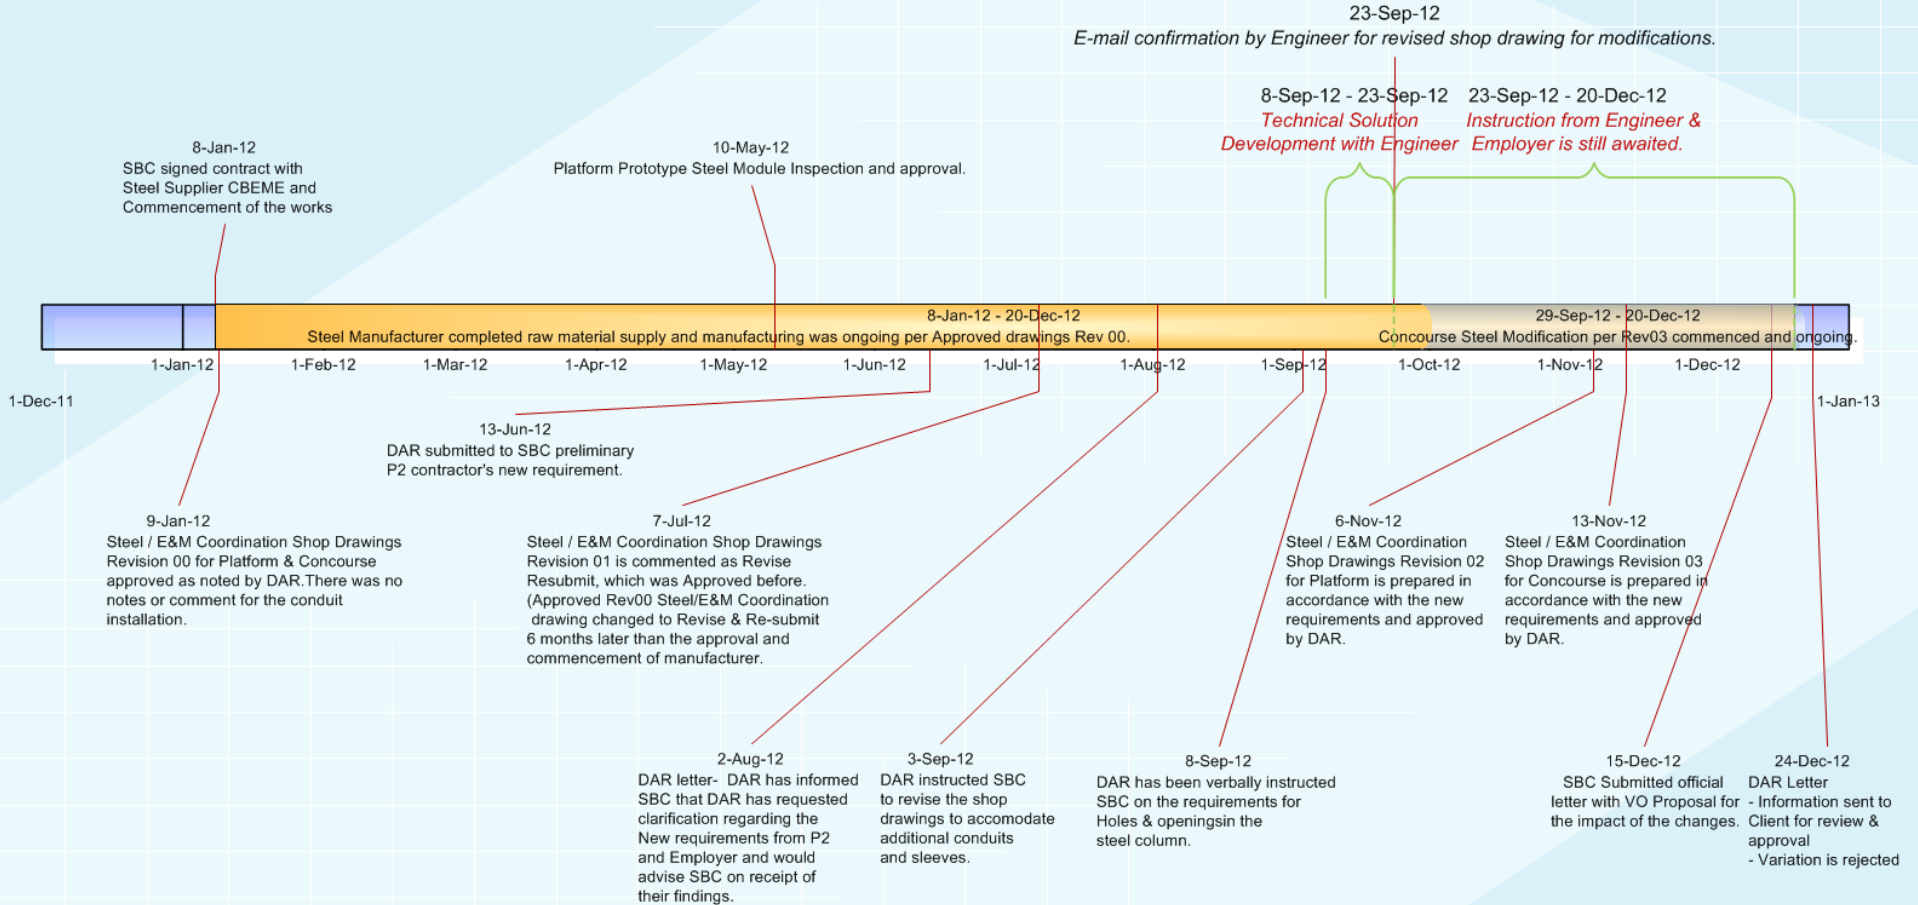 23-Sep-12
E-mail confirmation by Engineer for revised shop drawing for modifications.
8-Sep-12 - 23-Sep-12
Technical Solution
Development with Engineer
23-Sep-12 - 20-Dec-12
Instruction from Engineer &
Employer is still awaited.
8-Jan-12
SBC signed contract with
Steel Supplier CBEME and
Commencement of the works
10-May-12
Platform Prototype Steel Module Inspection and approval.
8-Jan-12 - 20-Dec-12
Steel Manufacturer completed raw material supply and manufacturing was ongoing per Approved drawings Rev 00.
29-Sep-12 - 20-Dec-12
Concourse Steel Modification per Rev03 commenced and ongoing.
1-Dec-11
1-Jan-12
1-Feb-12
1-Mar-12
1-Apr-12
1-May-12
1-Jun-12
1-Jul-12
1-Aug-12
1-Sep-12
1-Oct-12
1-Nov-12
1-Dec-12
1-Jan-13
13-Jun-12
DAR submitted to SBC preliminary
P2 contractor's new requirement.
9-Jan-12
Steel / E&M Coordination Shop Drawings
Revision 00 for Platform & Concourse
approved as noted by DAR.There was no
notes or comment for the conduit
installation.
7-Jul-12
Steel / E&M Coordination Shop Drawings
Revision 01 is commented as Revise
Resubmit, which was Approved before.
(Approved Rev00 Steel/E&M Coordination
drawing changed to Revise & Re-submit
6 months later than the approval and
commencement of manufacturer.
6-Nov-12
Steel / E&M Coordination
Shop Drawings Revision 02
for Platform is prepared in
accordance with the new
requirements and approved
by DAR.
13-Nov-12
Steel / E&M Coordination
Shop Drawings Revision 03
for Concourse is prepared in
accordance with the new
requirements and approved
by DAR.
2-Aug-12
DAR letter-  DAR has informed
SBC that DAR has requested
clarification regarding the
New requirements from P2
and Employer and would
advise SBC on receipt of
their findings.
3-Sep-12
DAR instructed SBC
to revise the shop
drawings to accomodate
additional conduits
and sleeves.
8-Sep-12
DAR has been verbally instructed
SBC on the requirements for
Holes & openingsin the
steel column.
15-Dec-12
SBC Submitted official
letter with VO Proposal for
the impact of the changes.
24-Dec-12
DAR Letter
- Information sent to
Client for review &
approval
- Variation is rejected